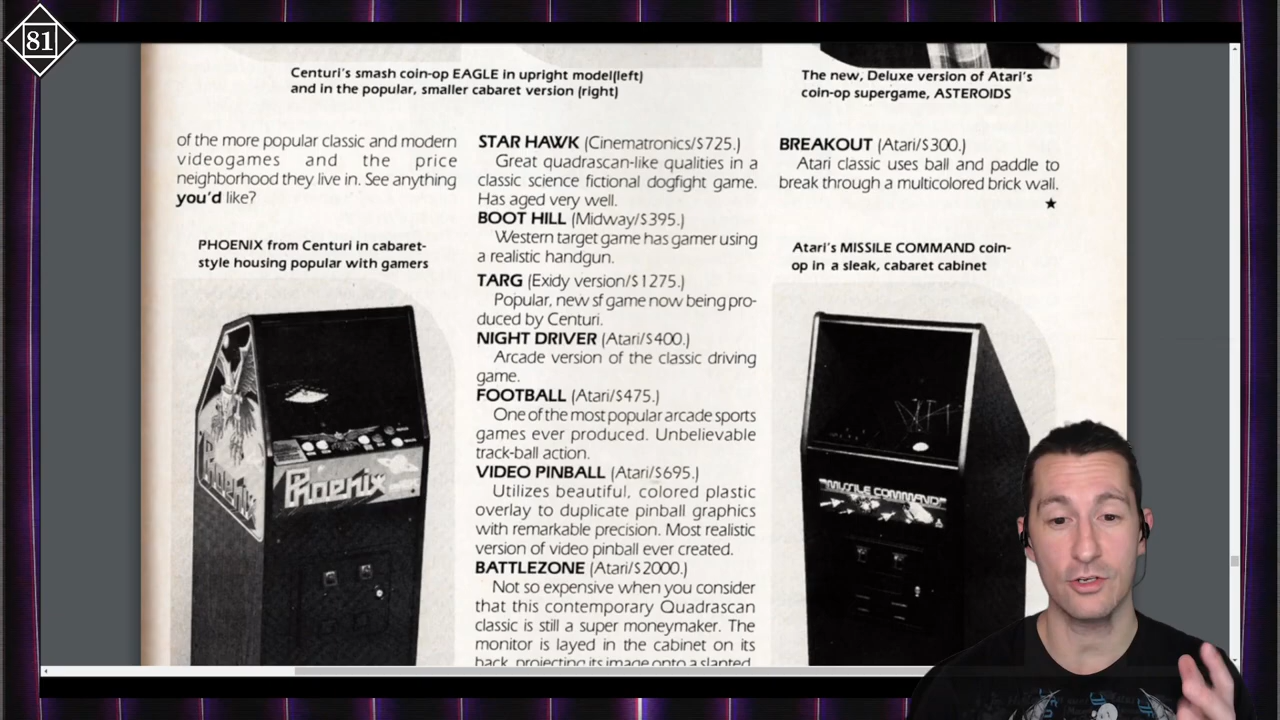 81
Centuri's smash coin-op EAGLE in upright model(left)
and in the popular, smaller cabaret version (right)
The new, Deluxe version of Atari's
coin-op supergame, ASTEROIDS
of the more popular classic and modern
videogames and the price
neighborhood they live in. See anything
you'd like?
PHOENIX from Centuri in cabaret-
style housing popular with gamers
Phoenix
Phoenix
STAR HAWK (Cinematronics/$725.)
Great quadrascan-like qualities in a
classic science fictional dogfight game.
Has aged very well.
BOOT HILL (Midway/$395.)
Western target game has gamer using
a realistic handgun.
TARG (Exidy version/$1275.)
Popular, new sf game now being pro-
duced by Centuri.
NIGHT DRIVER (Atari/$400.)
Arcade version of the classic driving
game.
FOOTBALL (Atari/$475.)
One of the most popular arcade sports
games ever produced. Unbelievable
track-ball action.
VIDEO PINBALL (Atari/$695.)
Utilizes beautiful, colored plastic
overlay to duplicate pinball graphics
with remarkable precision. Most realistic
version of video pinball ever created.
BATTLEZONE (Atari/$2000.)
Not so expensive when you consider
that this contemporary Quadrascan
classic is still a super moneymaker. The
monitor is layed in the cabinet on its
back, projecting its image onto a slanted
BREAKOUT (Atari/$300.)
Atari classic uses ball and paddle to
break through a multicolored brick wall.
Atari's MISSILE COMMAND coin-
op in a sleak, cabaret cabinet
MISSILE COMMAND